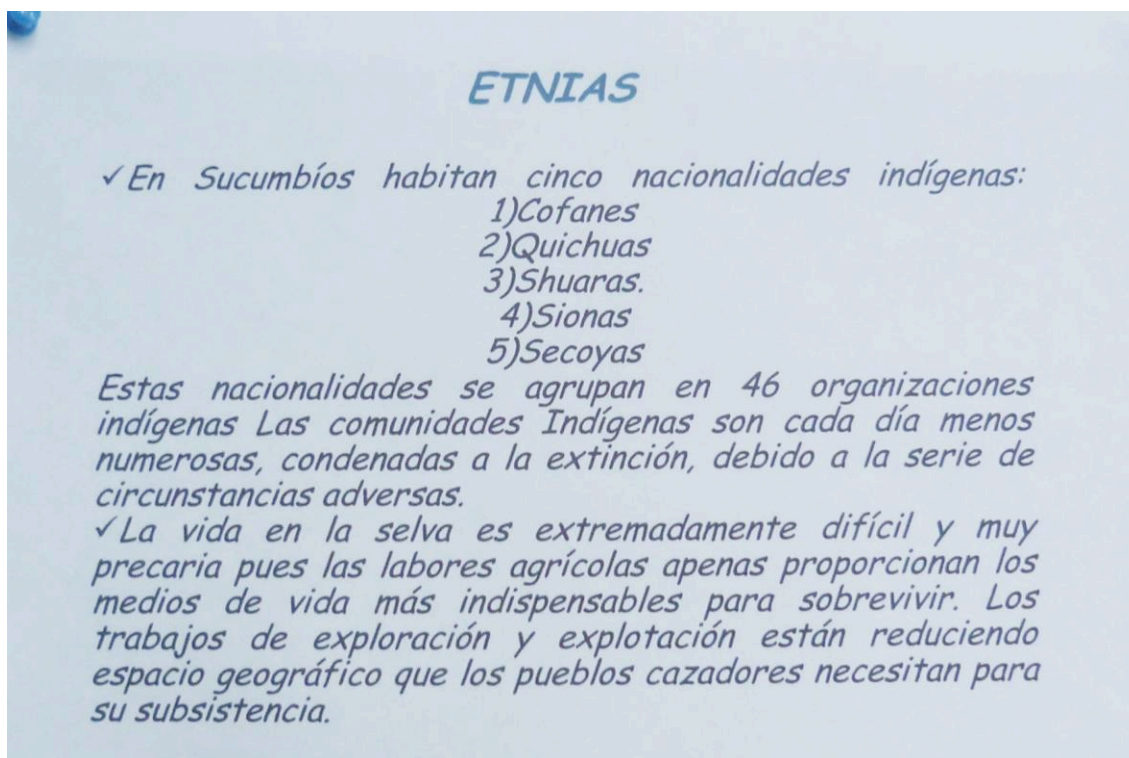 ETNIAS
✓En Sucumbíos habitan cinco nacionalidades indígenas:
1)Cofanes
2)Quichuas
3)Shuaras.
4)Sionas
5)Secoyas
Estas nacionalidades se agrupan en 46 organizaciones
indígenas Las comunidades Indígenas son cada día menos
numerosas, condenadas a la extinción, debido a la serie de
circunstancias adversas.
✓La vida en la selva es extremadamente difícil y muy
precaria pues las labores agrícolas apenas proporcionan los
medios de vida más indispensables para sobrevivir. Los
trabajos de exploración y explotación están reduciendo
espacio geográfico que los pueblos cazadores necesitan para
su subsistencia.